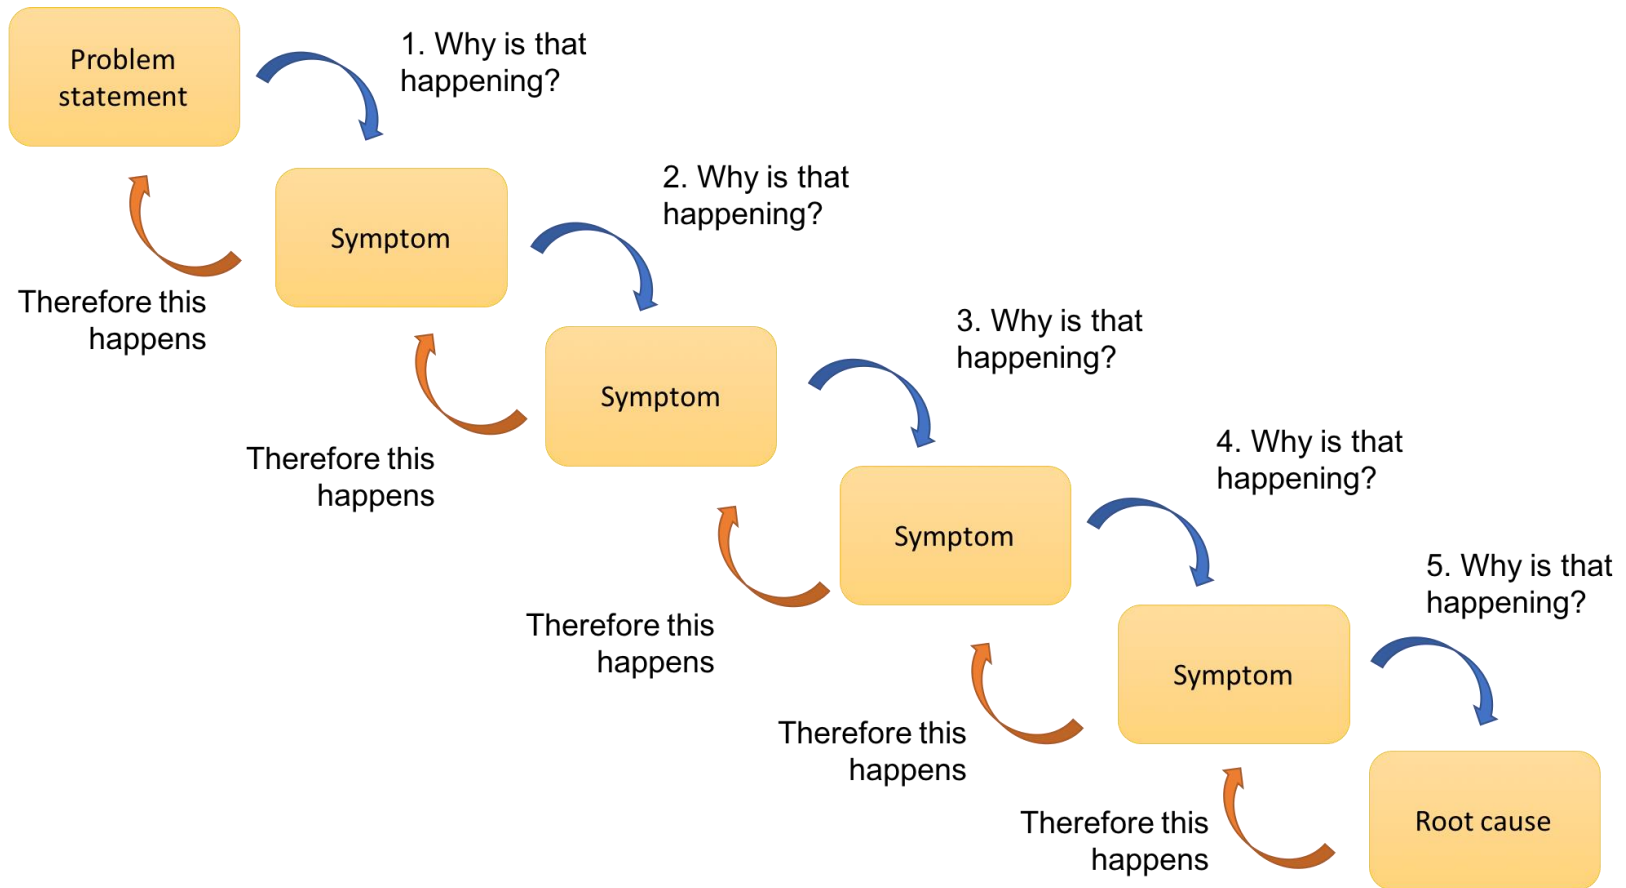 Problem
statement
1. Why is that
happening?
Symptom
2. Why is that
happening?
Therefore this
happens
Symptom
3. Why is that
happening?
Therefore this
happens
Symptom
4. Why is that
happening?
Therefore this
happens
Symptom
5. Why is that
happening?
Therefore this
happens
Root cause
Therefore this
happens